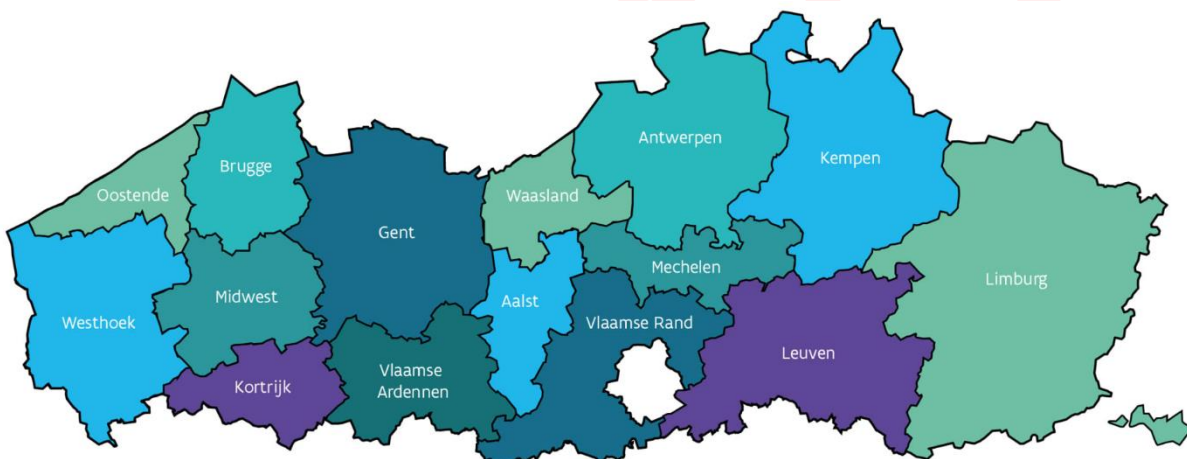 Antwerpen
Kempen
Brugge
Oostende
Waasland
Gent
Mechelen
Limburg
Midwest
Aalst
Westhoek
Vlaamse Rand
Leuven
Kortrijk
Vlaamse
Ardennen